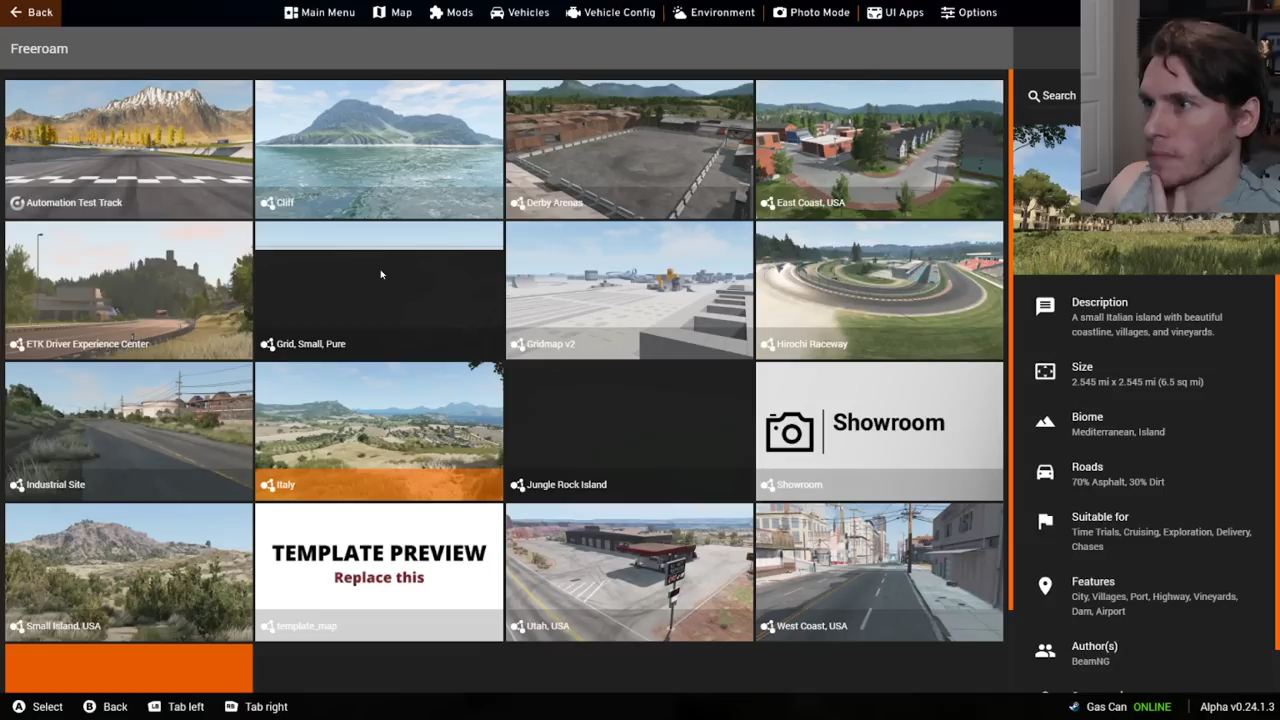 Back
Main Menu
Map
Mods
Vehicles
Vehicle Config
Environment
Photo Mode
UI Apps
Options
Freeroam
Search
Automation Test Track
Cliff
Derby Arenas
East Coast, USA
ETK Driver Experience Center
Grid, Small, Pure
Gridmap v2
Hirochi Raceway
Industrial Site
Italy
Jungle Rock Island
Showroom
Showroom
Small Island, USA
TEMPLATE PREVIEW
Replace this
template_map
Utah, USA
West Coast, USA
Description
A small Italian island with beautiful
coastline, villages, and vineyards.
Size
2.545 mi x 2.545 mi (6.5 sq mi)
Biome
Mediterranean, Island
Roads
70% Asphalt, 30% Dirt
Suitable for
Time Trials, Cruising, Exploration, Delivery,
Chases
Features
City, Villages, Port, Highway, Vineyards,
Dam, Airport
Author(s)
BeamNG
A Select
B Back
LB Tab left
RB Tab right
Gas Can ONLINE
Alpha v0.24.1.3